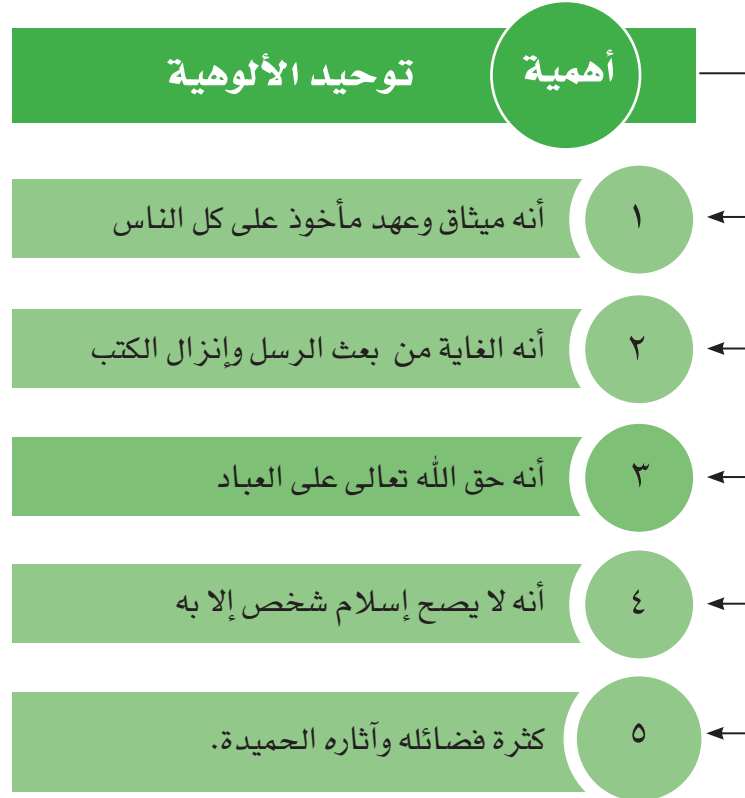 أهمية توحيد الألوهية
١ أنه ميثاق وعهد مأخوذ على كل الناس
٢ أنه الغاية من بعث الرسل وإنزال الكتب
٣ أنه حق الله تعالى على العباد
٤ أنه لا يصح إسلام شخص إلا به
٥ كثرة فضائله وآثاره الحميدة.